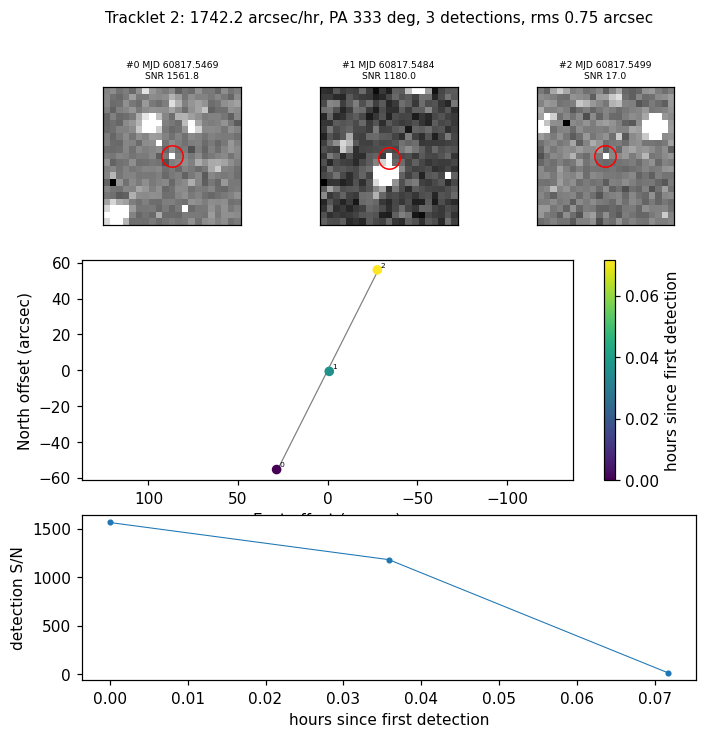 Tracklet 2: 1742.2 arcsec/hr, PA 333 deg, 3 detections, rms 0.75 arcsec
#0 MJD 60817.5469
SNR 1561.8
#1 MJD 60817.5484
SNR 1180.0
#2 MJD 60817.5499
SNR 17.0
60
40
20
0
−20
−40
−60
North offset (arcsec)
0
1
2
100
50
0
−50
−100
0.06
0.04
0.02
0.00
hours since first detection
1500
1000
500
0
detection S/N
0.00
0.01
0.02
0.03
0.04
0.05
0.06
0.07
hours since first detection